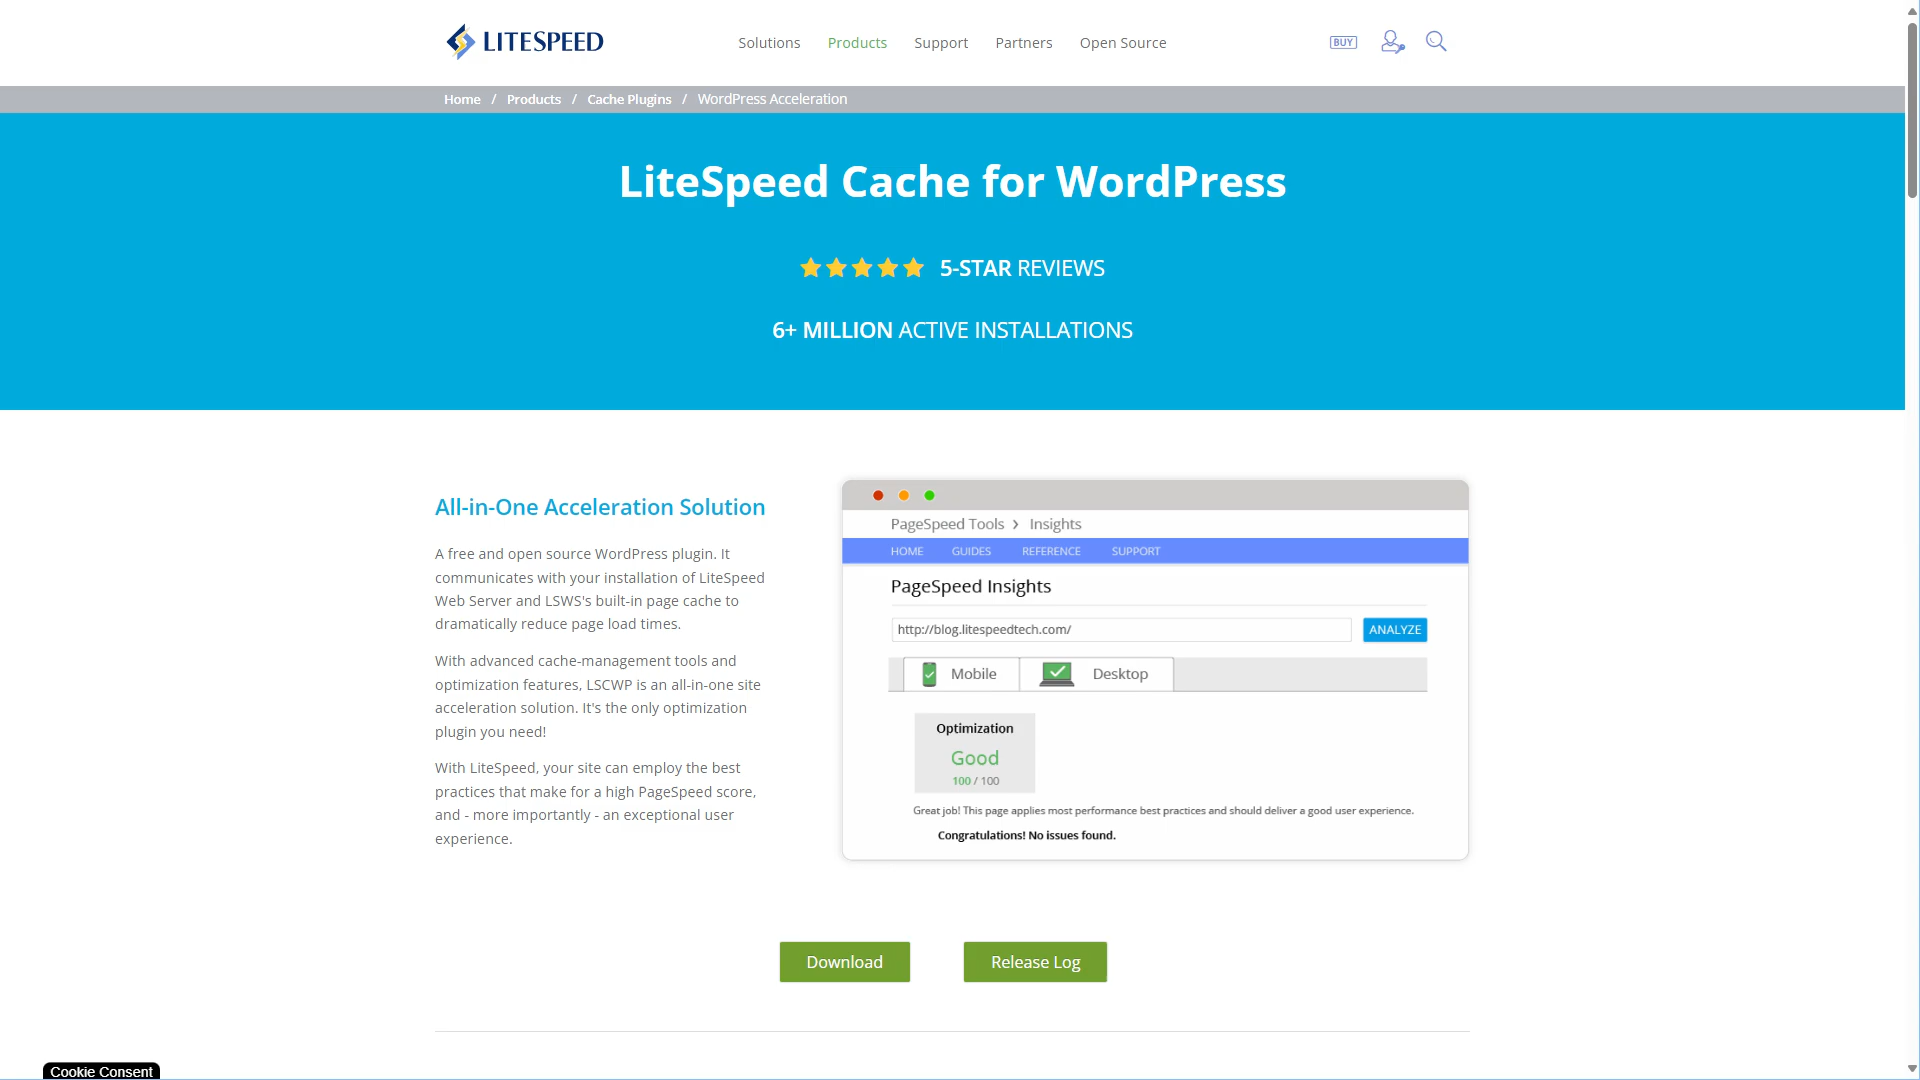 LITESPEED
Solutions Products Support Partners Open Source
BUY
Home / Products / Cache Plugins / WordPress Acceleration
LiteSpeed Cache for WordPress
5-STAR REVIEWS
6+ MILLION ACTIVE INSTALLATIONS
All-in-One Acceleration Solution
A free and open source WordPress plugin. It
communicates with your installation of LiteSpeed
Web Server and LSWS's built-in page cache to
dramatically reduce page load times.
With advanced cache-management tools and
optimization features, LSCWP is an all-in-one site
acceleration solution. It's the only optimization
plugin you need!
With LiteSpeed, your site can employ the best
practices that make for a high PageSpeed score,
and - more importantly - an exceptional user
experience.
PageSpeed Tools › Insights
HOME GUIDES REFERENCE SUPPORT
PageSpeed Insights
http://blog.litespeedtech.com/ ANALYZE
Mobile Desktop
Optimization
Good
100 / 100
Great job! This page applies most performance best practices and should deliver a good user experience.
Congratulations! No issues found.
Download Release Log
Cookie Consent